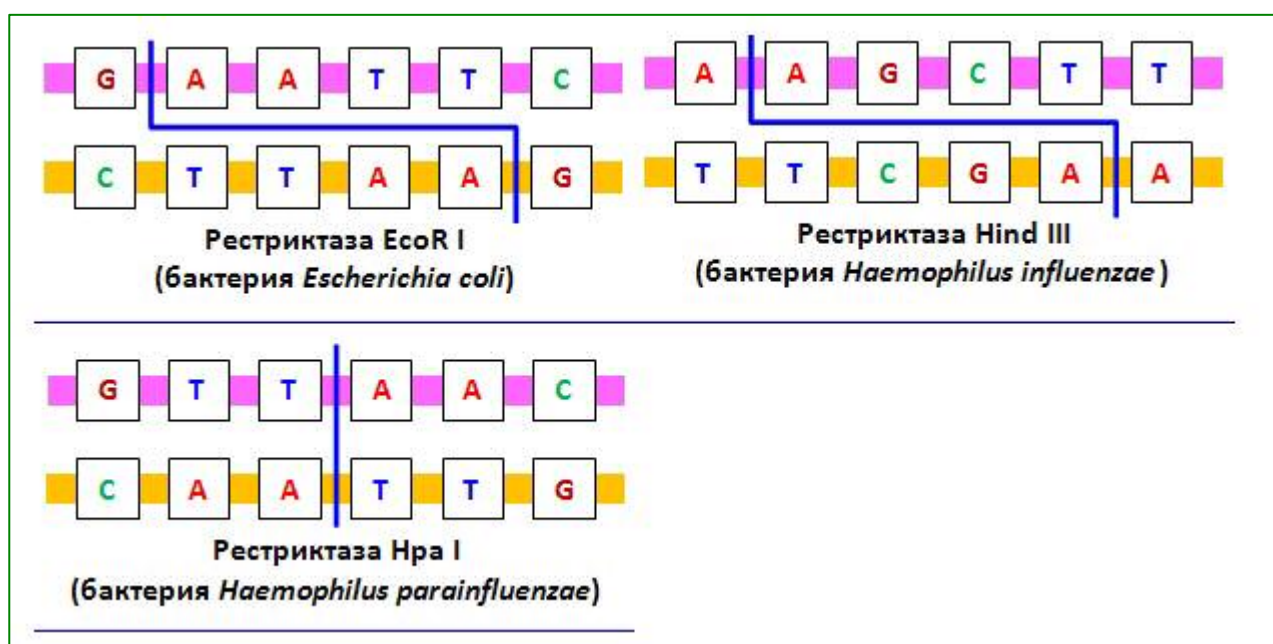 G A A T T C
C T T A A G
Рестриктаза EcoR I
(бактерия Escherichia coli)
A A G C T T
T T C G A A
Рестриктаза Hind III
(бактерия Haemophilus influenzae)
G T T A A C
C A A T T G
Рестриктаза Hpa I
(бактерия Haemophilus parainfluenzae)